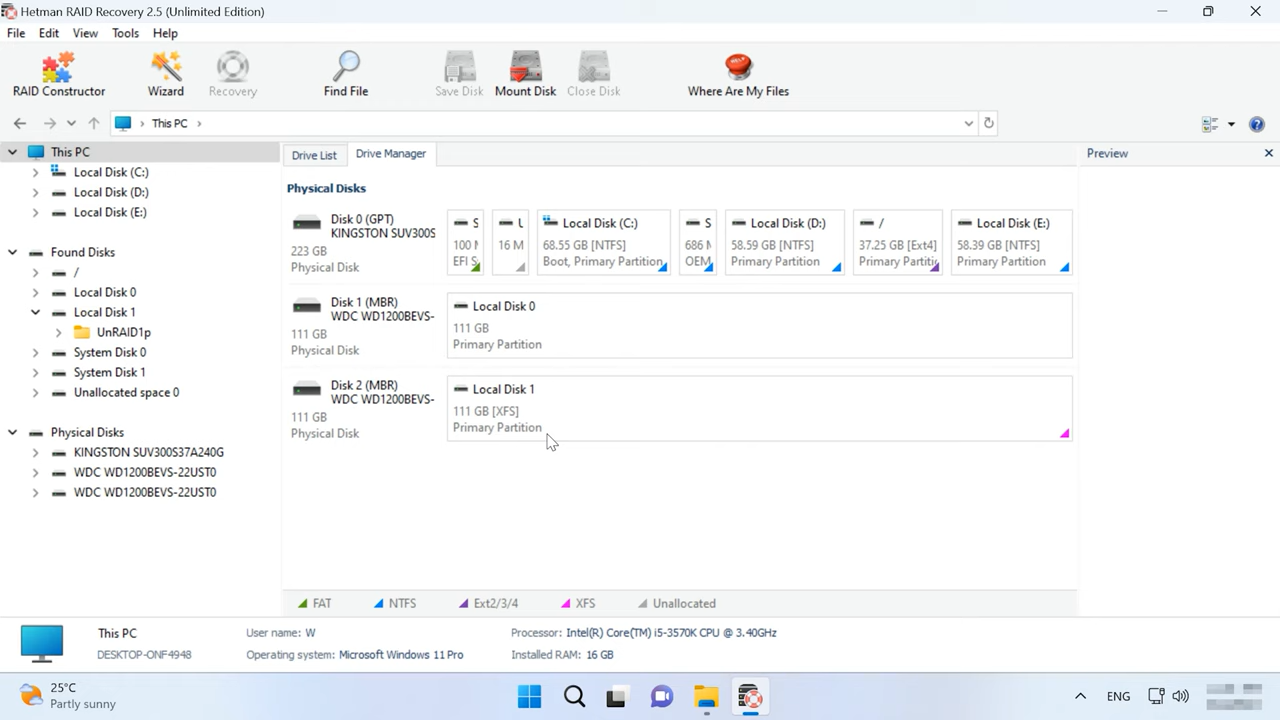 Hetman RAID Recovery 2.5 (Unlimited Edition)
File Edit View Tools Help
RAID Constructor Wizard Recovery Find File Save Disk Mount Disk Close Disk Where Are My Files
This PC
This PC
Local Disk (C:)
Local Disk (D:)
Local Disk (E:)
Found Disks
/
Local Disk 0
Local Disk 1
UnRAID1p
System Disk 0
System Disk 1
Unallocated space 0
Physical Disks
KINGSTON SUV300S37A240G
WDC WD1200BEVS-22UST0
WDC WD1200BEVS-22UST0
Drive List Drive Manager
Physical Disks
Disk 0 (GPT)
KINGSTON SUV300S
223 GB
Physical Disk
S
100 M
EFI S
16 M
Local Disk (C:)
68.55 GB [NTFS]
Boot, Primary Partition
S
686 M
OEM
Local Disk (D:)
58.59 GB [NTFS]
Primary Partition
/
37.25 GB [Ext4]
Primary Partitic
Local Disk (E:)
58.39 GB [NTFS]
Primary Partition
Disk 1 (MBR)
WDC WD1200BEVS-
111 GB
Physical Disk
Local Disk 0
111 GB
Primary Partition
Disk 2 (MBR)
WDC WD1200BEVS-
111 GB
Physical Disk
Local Disk 1
111 GB [XFS]
Primary Partition
FAT NTFS Ext2/3/4 XFS Unallocated
Preview
This PC
DESKTOP-ONF4948
User name: W
Operating system: Microsoft Windows 11 Pro
Processor: Intel(R) Core(TM) i5-3570K CPU @ 3.40GHz
Installed RAM: 16 GB
25°C
Partly sunny
ENG